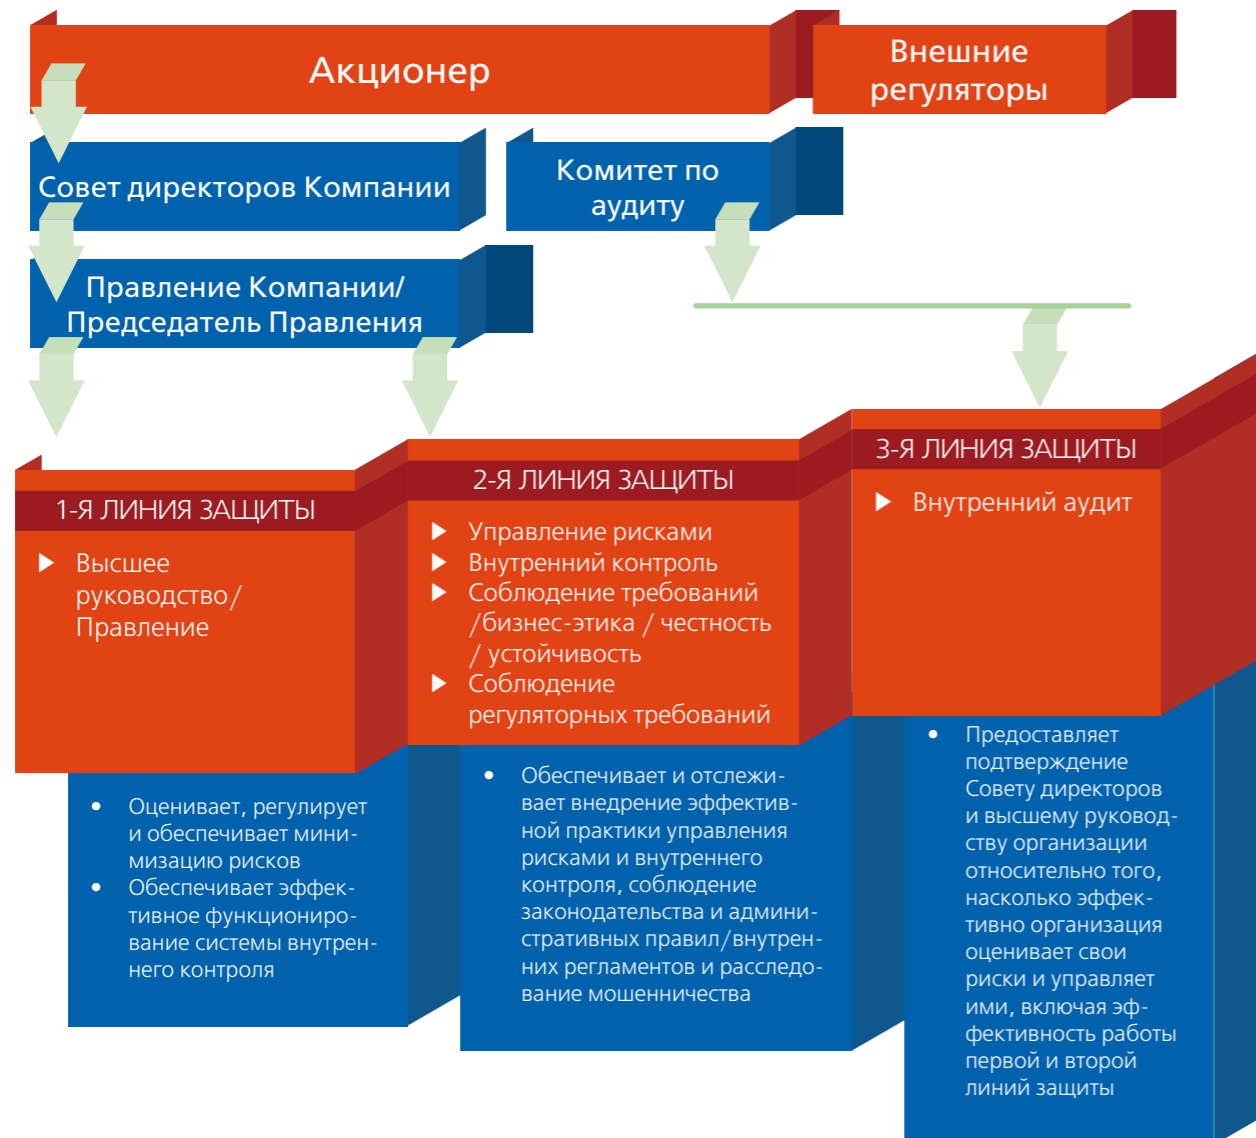 Акционер
Внешние
регуляторы
Совет директоров Компании
Комитет по
аудиту
Правление Компании/
Председатель Правления
1-Я ЛИНИЯ ЗАЩИТЫ
Высшее
руководство/
Правление
Оценивает, регулирует
и обеспечивает мини-
мизацию рисков
Обеспечивает эффек-
тивное функциониро-
вание системы внутрен-
него контроля
2-Я ЛИНИЯ ЗАЩИТЫ
Управление рисками
Внутренний контроль
Соблюдение требований
/бизнес-этика / честность
/ устойчивость
Соблюдение
регуляторных требований
Обеспечивает и отслежи-
вает внедрение эффектив-
ной практики управления
рисками и внутреннего
контроля, соблюдение
законодательства и админи-
стративных правил/внутрен-
них регламентов и расследо-
вание мошенничества
3-Я ЛИНИЯ ЗАЩИТЫ
Внутренний аудит
Предоставляет
подтверждение
Совету директоров
и высшему руковод-
ству организации
относительно того,
насколько эффек-
тивно организация
оценивает свои
риски и управляет
ими, включая эф-
фективность работы
первой и второй
линий защиты